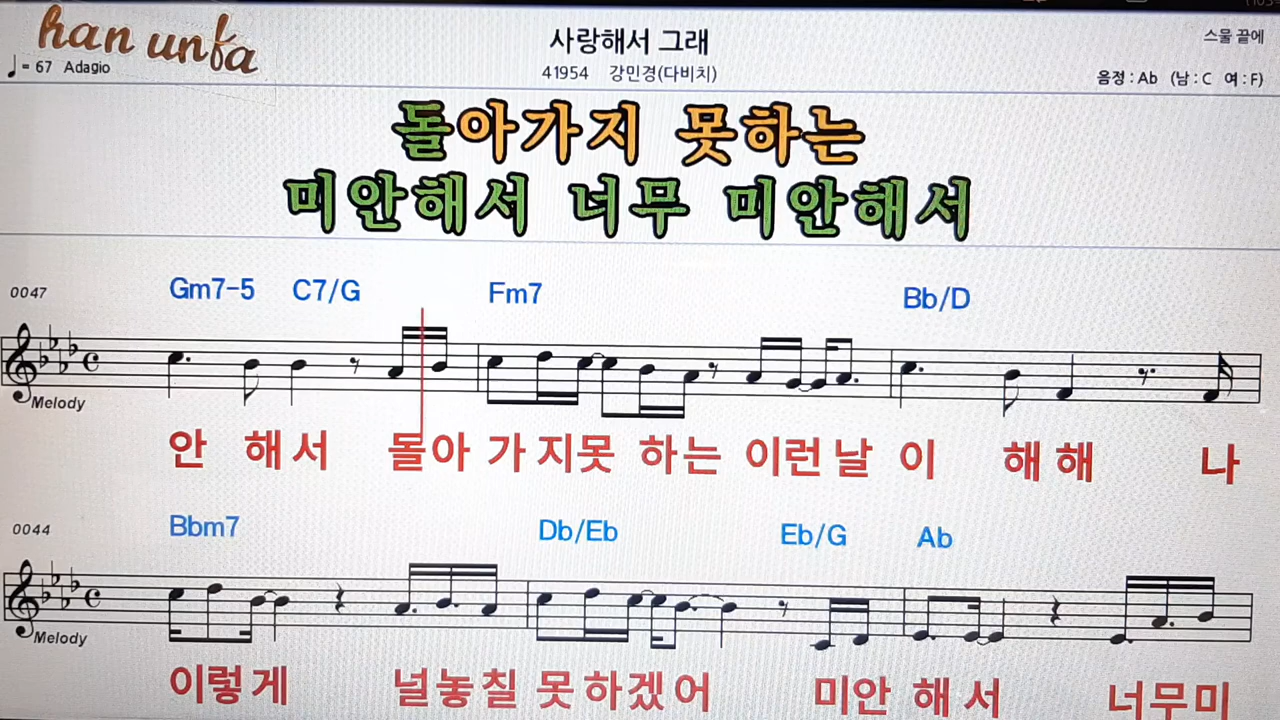 han unfa
사랑해서 그래
스물 끝에
♩= 67 Adagio
41954 강민경(다비치)
음정 : Ab (남 : C 여 : F)
돌아가지 못하는
미안해서 너무 미안해서
0047 Gm7-5 C7/G Fm7 Bb/D
Melody
안 해서 돌아 가 지못 하는 이런 날 이 해 해 나
0044 Bbm7 Db/Eb Eb/G Ab
Melody
이렇게 널놓칠 못하겠어 미안 해 서 너무미